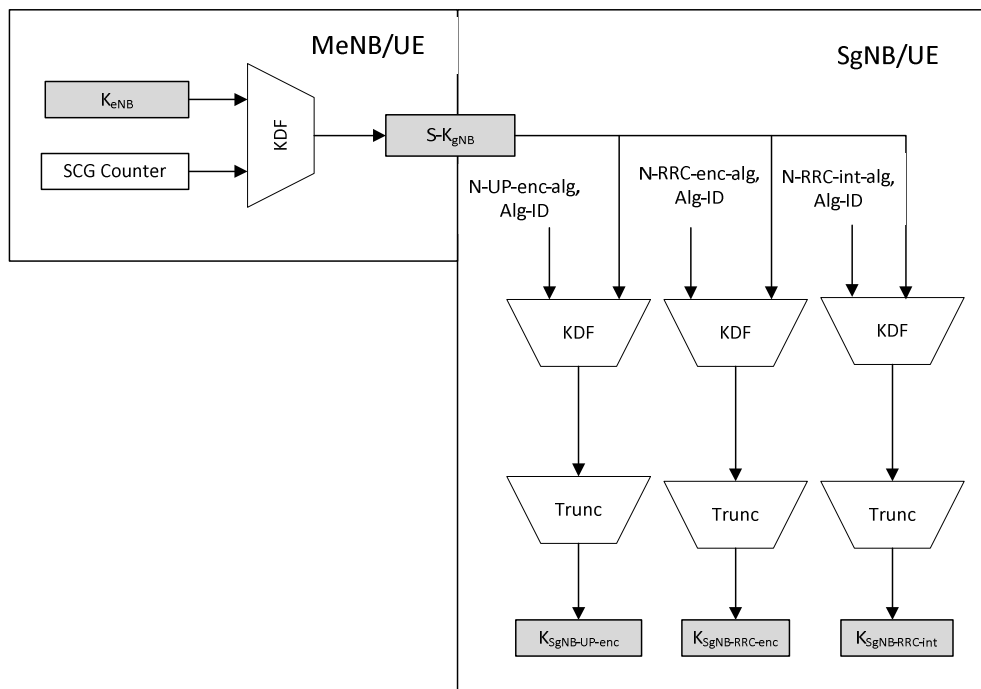 MeNB/UE
SgNB/UE
KeNB
SCG Counter
KDF
S-KgNB
N-UP-enc-alg,
Alg-ID
N-RRC-enc-alg,
Alg-ID
N-RRC-int-alg,
Alg-ID
KDF
KDF
KDF
Trunc
Trunc
Trunc
KSgNB-UP-enc
KSgNB-RRC-enc
KSgNB-RRC-int